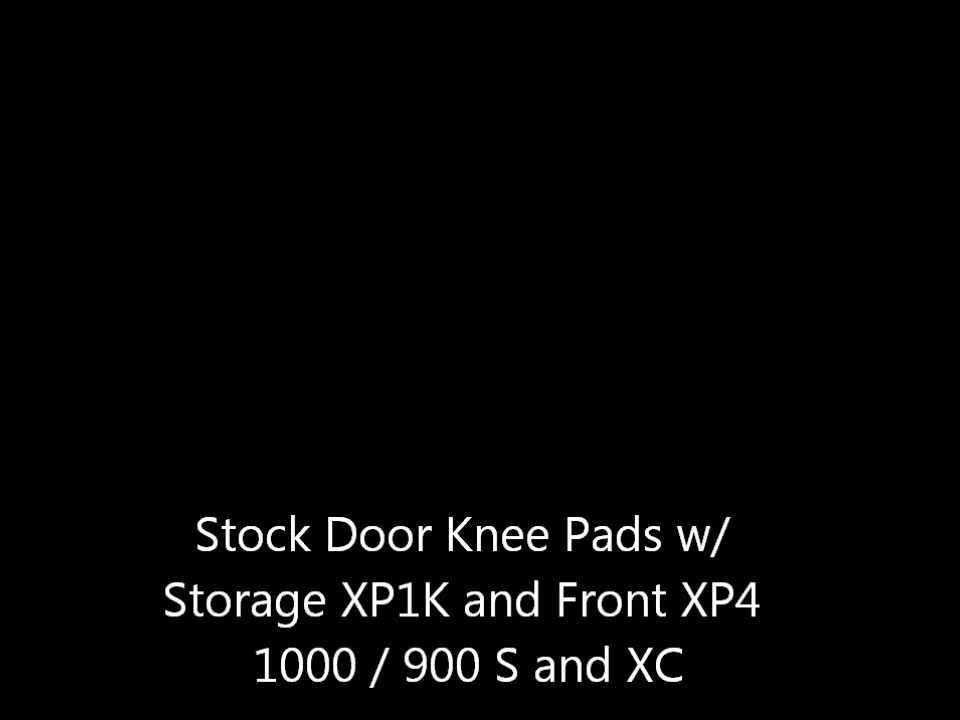 Stock Door Knee Pads w/
Storage XP1K and Front XP4
1000 / 900 S and XC